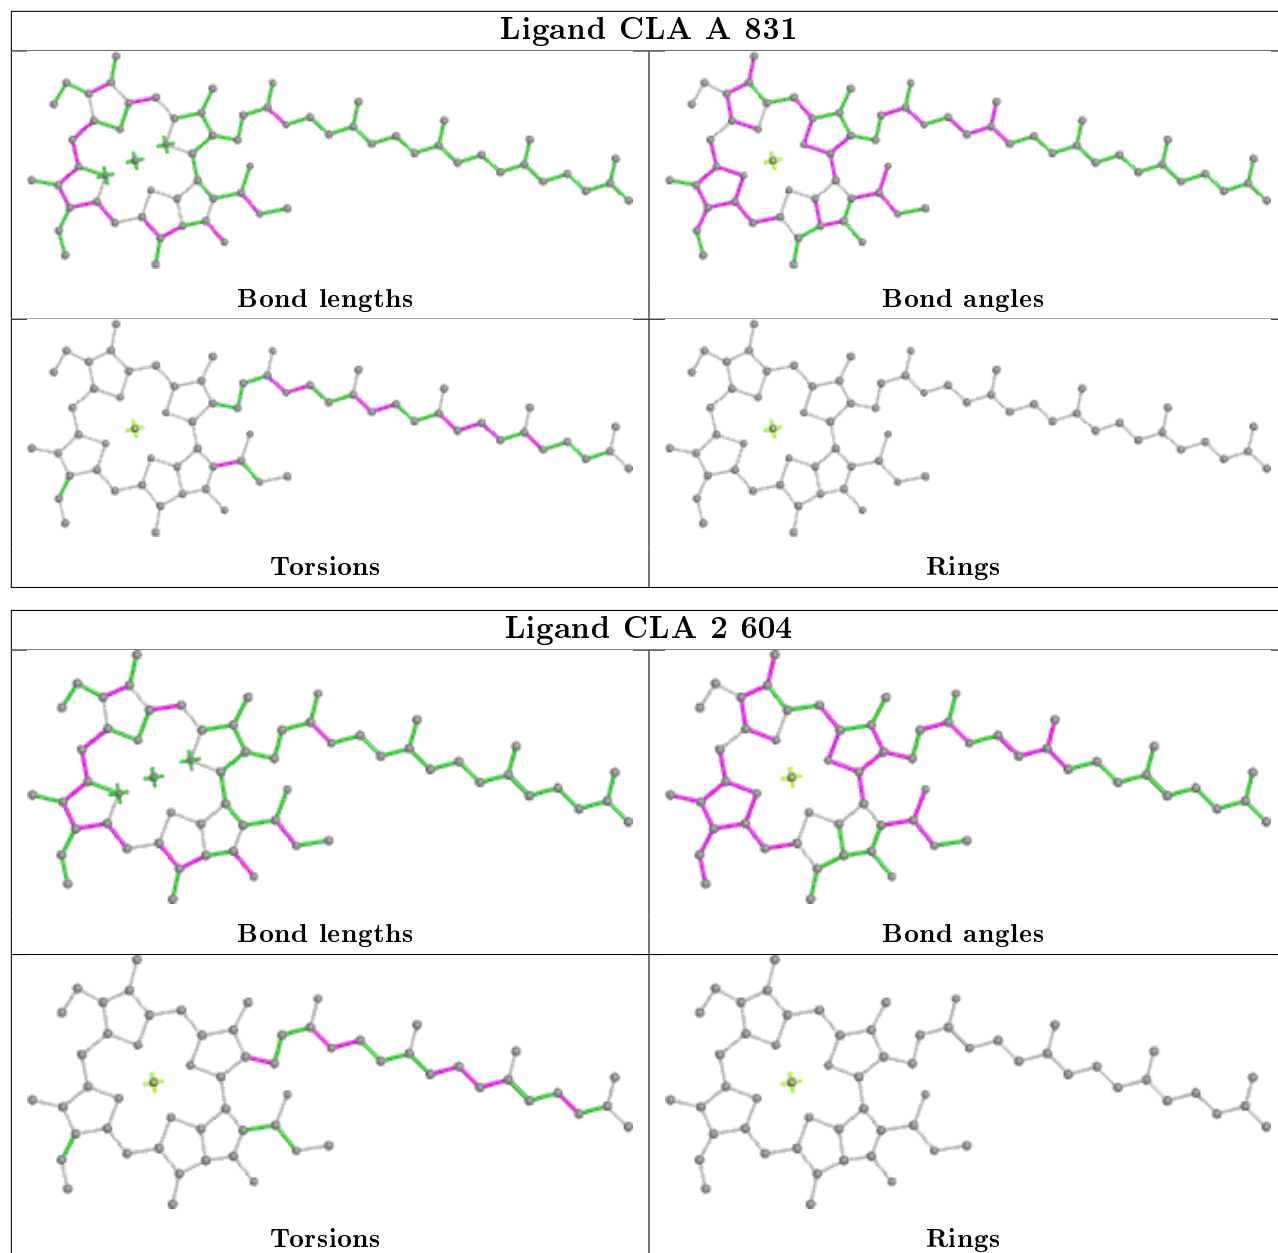 Ligand CLA A 831
Bond lengths
Bond angles
Torsions
Rings
Ligand CLA 2 604
Bond lengths
Bond angles
Torsions
Rings